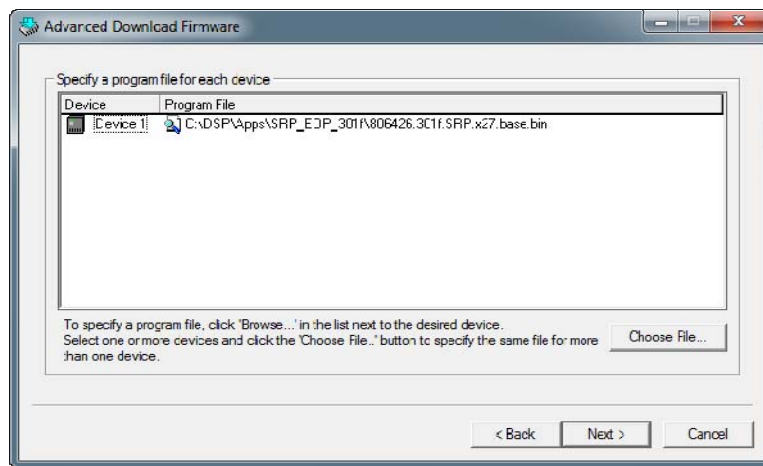 Advanced Download Firmware
Specify a program file for each device
Device Program File
Device 1 C:\DSP\Apps\SRP_EDP_301f\806426.301f.SRP.x27.base.bin
To specify a program file, click 'Browse...' in the list next to the desired device.
Select one or more devices and click the 'Choose File..' button to specify the same file for more
than one device.
Choose File...
< Back Next > Cancel